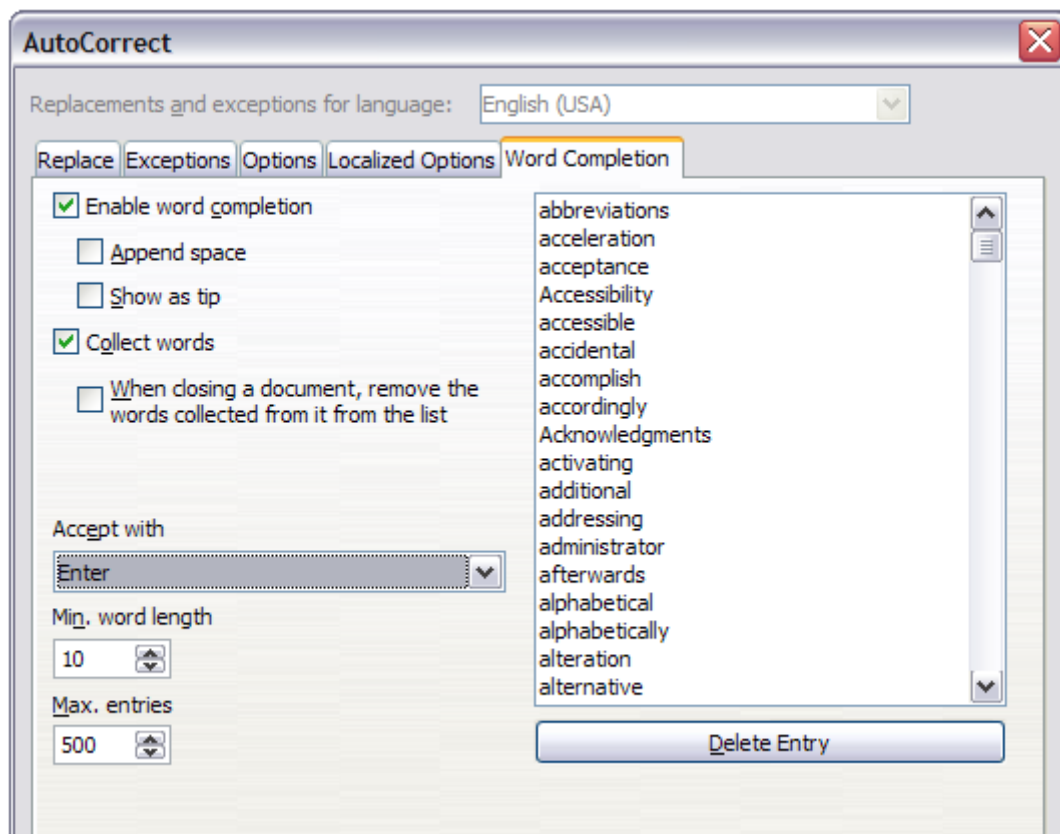 AutoCorrect
Replacements and exceptions for language:
English (USA)
Replace
Exceptions
Options
Localized Options
Word Completion
Enable word completion
Append space
Show as tip
Collect words
When closing a document, remove the
words collected from it from the list
Accept with
Enter
Min. word length
10
Max. entries
500
abbreviations
acceleration
acceptance
Accessibility
accessible
accidental
accomplish
accordingly
Acknowledgments
activating
additional
addressing
administrator
afterwards
alphabetical
alphabetically
alteration
alternative
Delete Entry